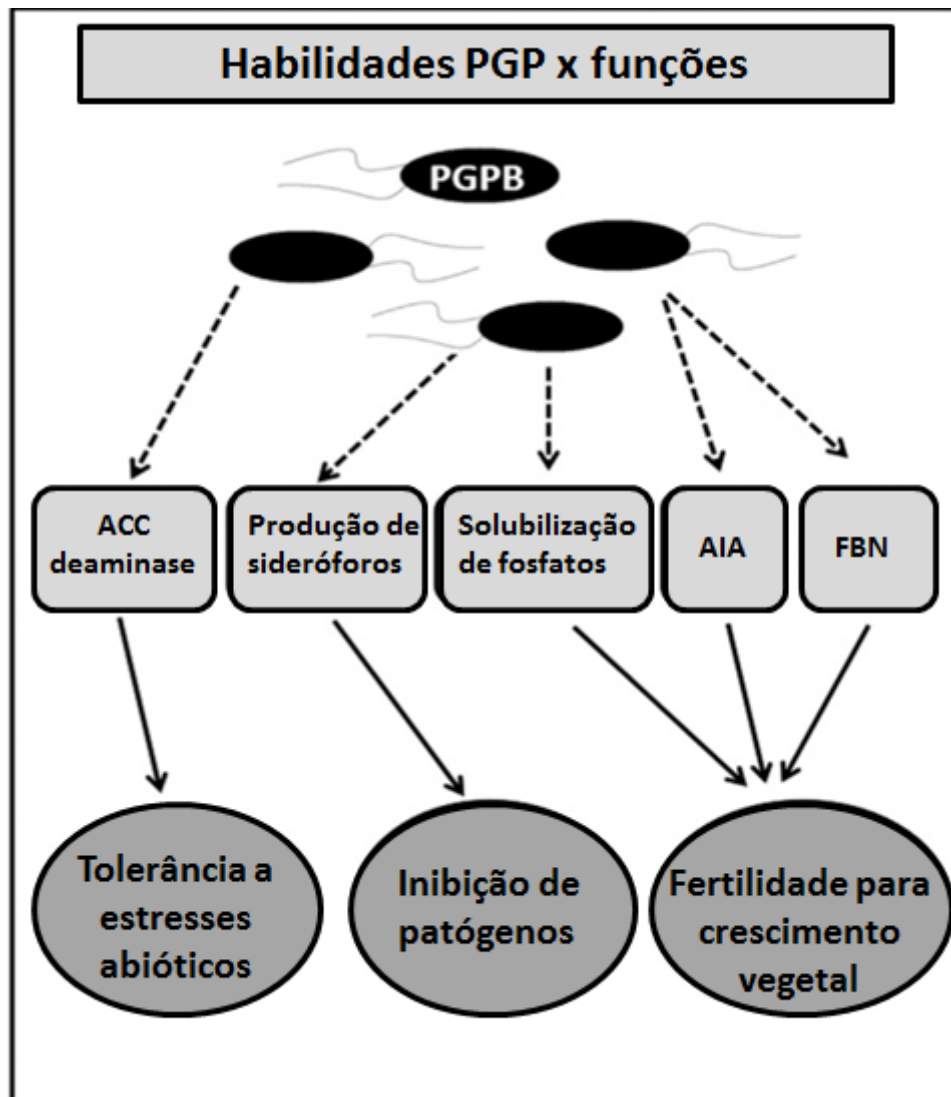 Habilidades PGP x funções
PGPB
ACC
deaminase
Produção de
sideróforos
Solubilização
de fosfatos
AIA
FBN
Tolerância a
estresses
abióticos
Inibição de
patógenos
Fertilidade para
crescimento
vegetal